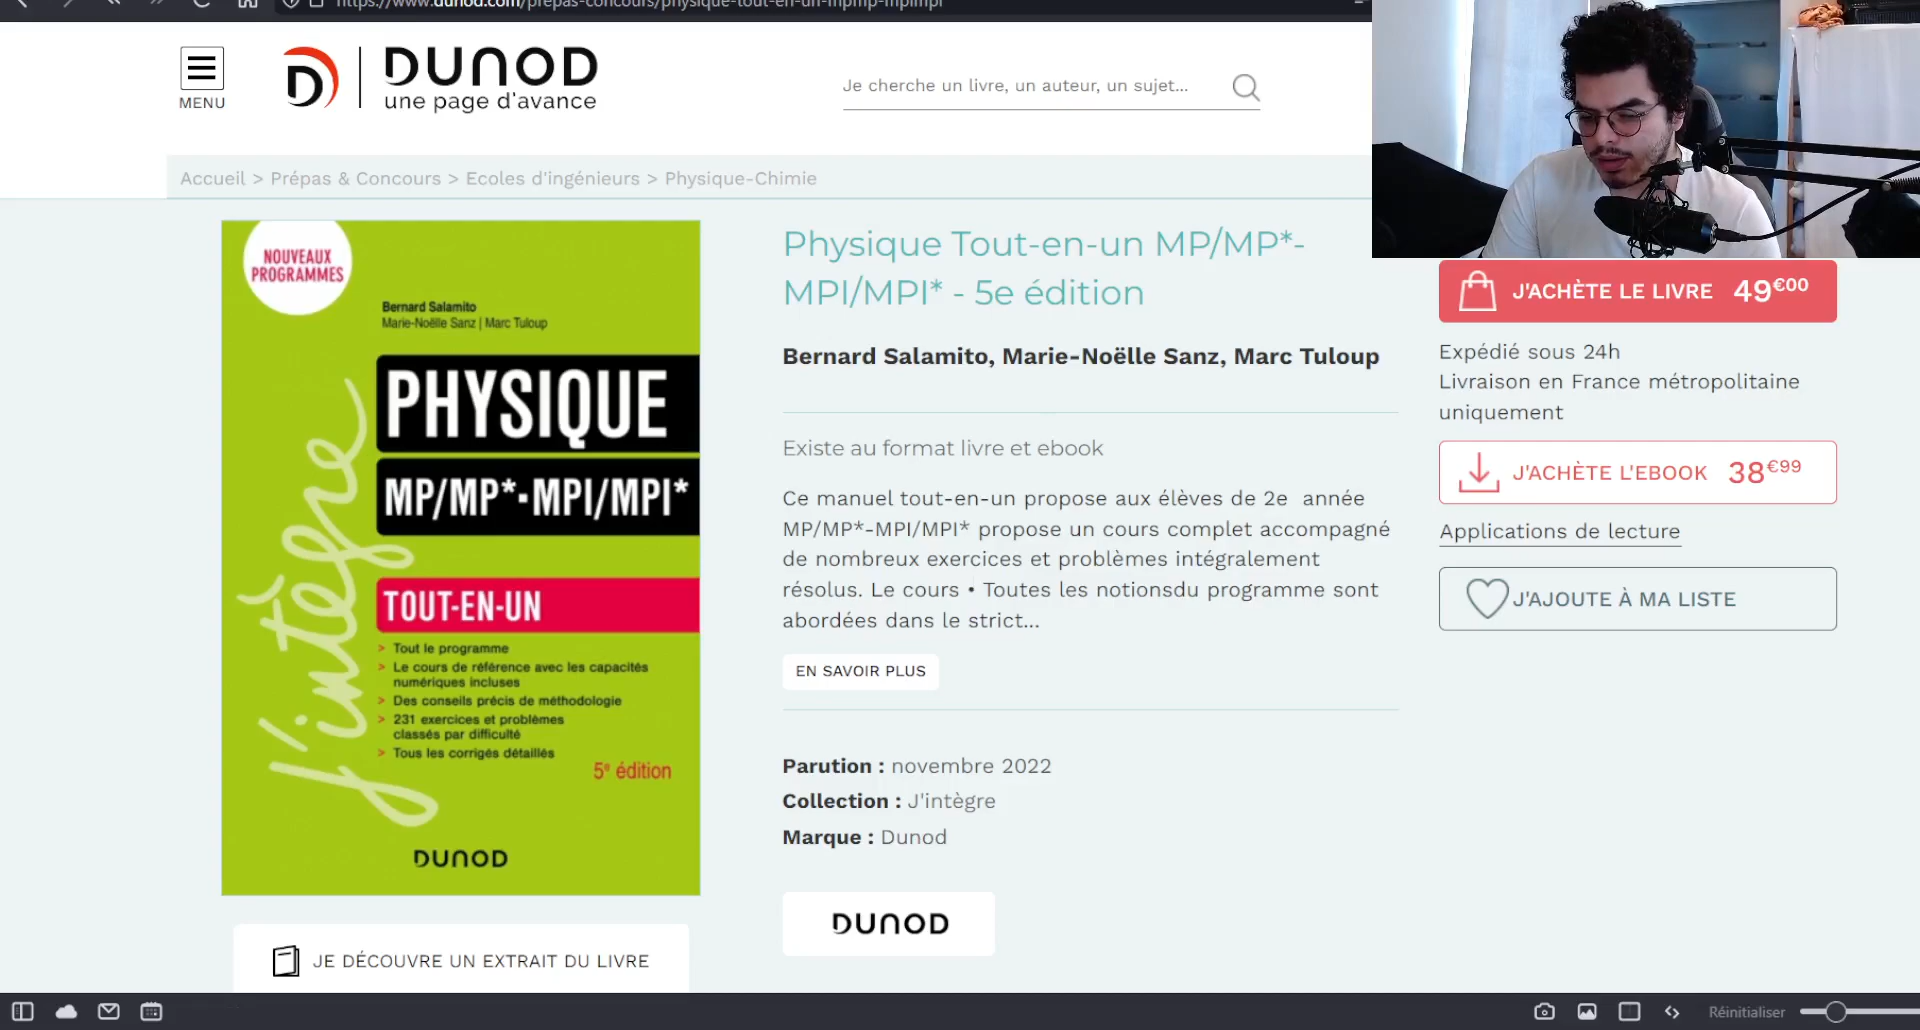 https://www.dunod.com/prepas-concours/physique-tout-en-un-mpmp-mpimpi
MENU
D
DUNOD
une page d'avance
Je cherche un livre, un auteur, un sujet...
Accueil > Prépas & Concours > Ecoles d'ingénieurs > Physique-Chimie
NOUVEAUX
PROGRAMMES
Bernard Salamito
Marie-Noëlle Sanz | Marc Tuloup
PHYSIQUE
MP/MP*-MPI/MPI*
j'intègre
TOUT-EN-UN
> Tout le programme
> Le cours de référence avec les capacités
numériques incluses
> Des conseils précis de méthodologie
> 231 exercices et problèmes
classés par difficulté
> Tous les corrigés détaillés
5e édition
DUNOD
JE DÉCOUVRE UN EXTRAIT DU LIVRE
Physique Tout-en-un MP/MP*-
MPI/MPI* - 5e édition
Bernard Salamito, Marie-Noëlle Sanz, Marc Tuloup
Existe au format livre et ebook
Ce manuel tout-en-un propose aux élèves de 2e année
MP/MP*-MPI/MPI* propose un cours complet accompagné
de nombreux exercices et problèmes intégralement
résolus. Le cours • Toutes les notionsdu programme sont
abordées dans le strict...
EN SAVOIR PLUS
Parution : novembre 2022
Collection : J'intègre
Marque : Dunod
DUNOD
J'ACHÈTE LE LIVRE 49€00
Expédié sous 24h
Livraison en France métropolitaine
uniquement
J'ACHÈTE L'EBOOK 38€99
Applications de lecture
J'AJOUTE À MA LISTE
Réinitialiser